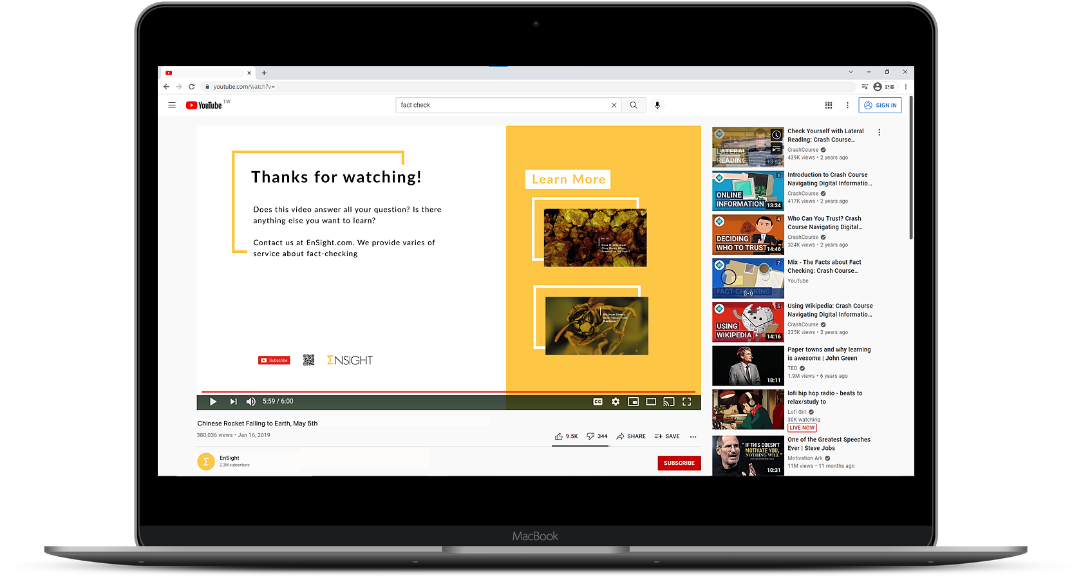 youtube.com/watch?v=
YouTube TW
fact check
SIGN IN
Thanks for watching!
Does this video answer all your question? Is there
anything else you want to learn?
Contact us at EnSight.com. We provide varies of
service about fact-checking
Subscribe
ΣNSIGHT
Learn More
5:59 / 6:00
CC
Chinese Rocket Falling to Earth, May 5th
views • Jan 16, 2019
9.5K
344
SHARE
SAVE
Σ
EnSight
2.3M subscribers
SUBSCRIBE
LATERAL
READING
Check Yourself with Lateral
Reading: Crash Course...
CrashCourse
439K views • 2 years ago
ONLINE
INFORMATION
13:34
Introduction to Crash Course
Navigating Digital Informatio...
CrashCourse
417K views • 2 years ago
DECIDING
WHO TO TRUST
14:46
Who Can You Trust? Crash
Course Navigating Digital...
CrashCourse
324K views • 2 years ago
FACT-CHECKING
Mix - The Facts about Fact
Checking: Crash Course...
YouTube
USING
WIKIPEDIA
14:16
Using Wikipedia: Crash Course
Navigating Digital Informatio...
CrashCourse
235K views • 2 years ago
18:11
Paper towns and why learning
is awesome | John Green
TED
1.9M views • 6 years ago
lofi hip hop radio - beats to
relax/study to
Lofi Girl
30K watching
LIVE NOW
"IF THIS DOESN'T
MOTIVATE YOU,
NOTHING WILL"
10:31
One of the Greatest Speeches
Ever | Steve Jobs
Motivation Ark
11M views • 11 months ago
MacBook